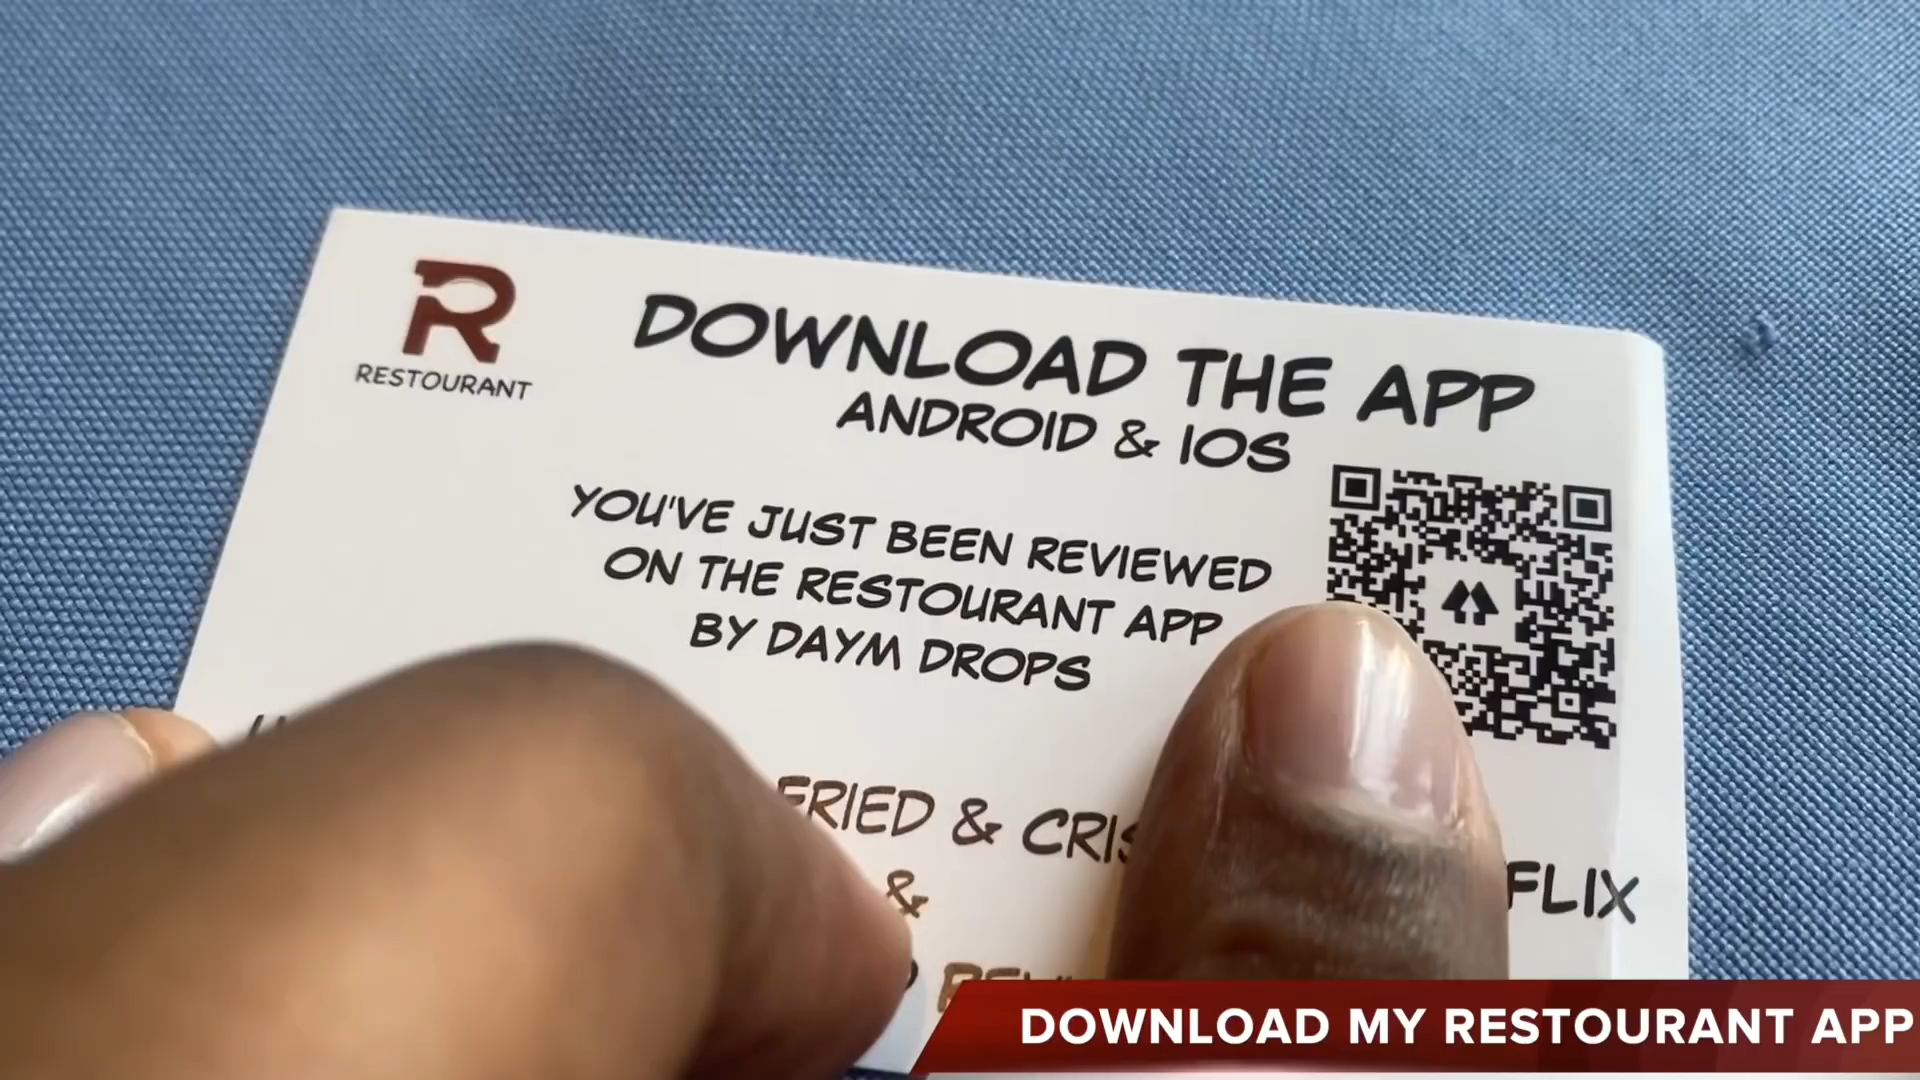 RESTOURANT
DOWNLOAD THE APP
ANDROID & IOS
YOU'VE JUST BEEN REVIEWED
ON THE RESTOURANT APP
BY DAYM DROPS
FRIED & CRIS
FLIX
&
DOWNLOAD MY RESTOURANT APP